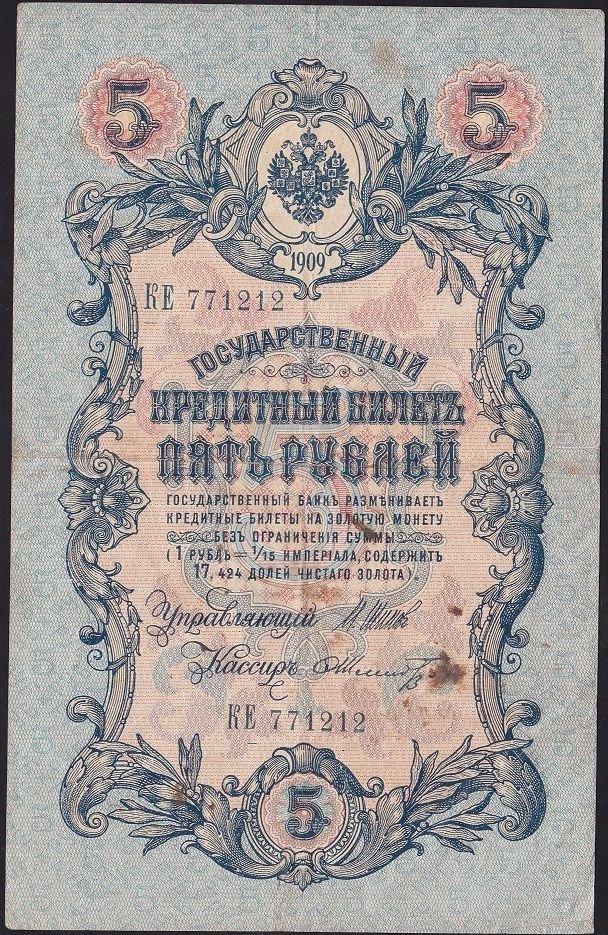 5 5
1909
КЕ 771212
ГОСУДАРСТВЕННЫЙ
КРЕДИТНЫЙ БИЛЕТЪ
ПЯТЬ РУБЛЕЙ
ГОСУДАРСТВЕННЫЙ БАНКЪ РАЗМѢНИВАЕТЪ
КРЕДИТНЫЕ БИЛЕТЫ НА ЗОЛОТУЮ МОНЕТУ
БЕЗЪ ОГРАНИЧЕНІЯ СУММЫ
(1 РУБЛЬ = 1/15 ИМПЕРІАЛА, СОДЕРЖИТЪ
17, 424 ДОЛЕЙ ЧИСТАГО ЗОЛОТА).
Управляющій
Кассиръ
КЕ 771212
5